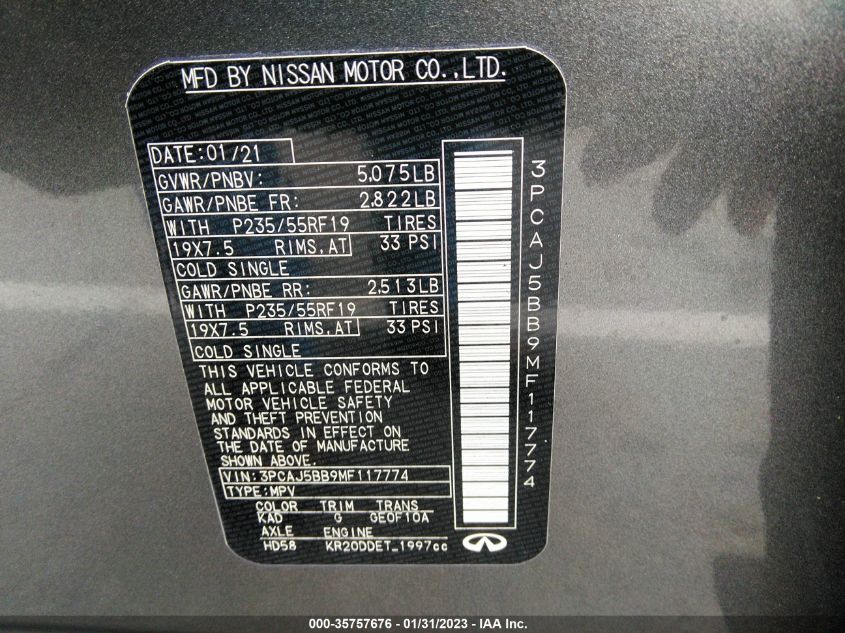 MFD BY NISSAN MOTOR CO.,LTD.
DATE:01/21
GVWR/PNBV: 5,075LB
GAWR/PNBE FR: 2,822LB
WITH P235/55RF19 TIRES
19X7.5 RIMS,AT 33 PSI
COLD SINGLE
GAWR/PNBE RR: 2,513LB
WITH P235/55RF19 TIRES
19X7.5 RIMS,AT 33 PSI
COLD SINGLE
THIS VEHICLE CONFORMS TO
ALL APPLICABLE FEDERAL
MOTOR VEHICLE SAFETY
AND THEFT PREVENTION
STANDARDS IN EFFECT ON
THE DATE OF MANUFACTURE
SHOWN ABOVE.
VIN:3PCAJ5BB9MF117774
TYPE:MPV
COLOR TRIM TRANS
KAD G GE0F10A
AXLE ENGINE
HD58 KR20DDET_1997cc
3PCAJ5BB9MF117774
000-35757676 - 01/31/2023 - IAA Inc.